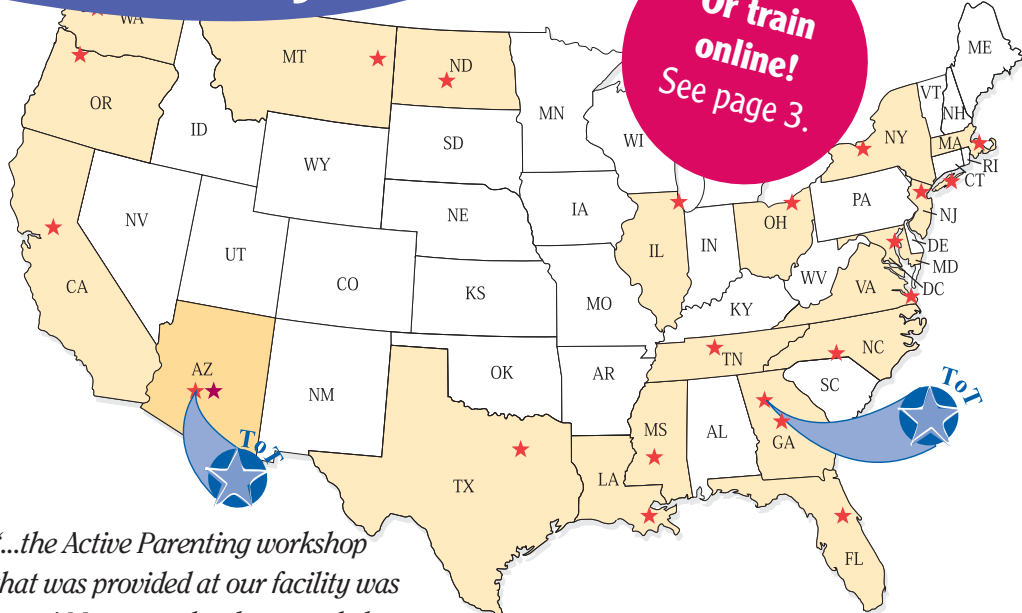 Or train
online!
See page 3.
WA
MT
ND
OR
ID
MN
WI
ME
VT
NH
NY
MA
RI
CT
SD
WY
NE
IA
PA
NJ
NV
UT
CO
KS
IL
IN
OH
WV
DE
MD
DC
VA
CA
MO
KY
AZ
NM
OK
AR
TN
NC
SC
MS
AL
GA
ToT
ToT
TX
LA
FL
“...the Active Parenting workshop
that was provided at our facility was